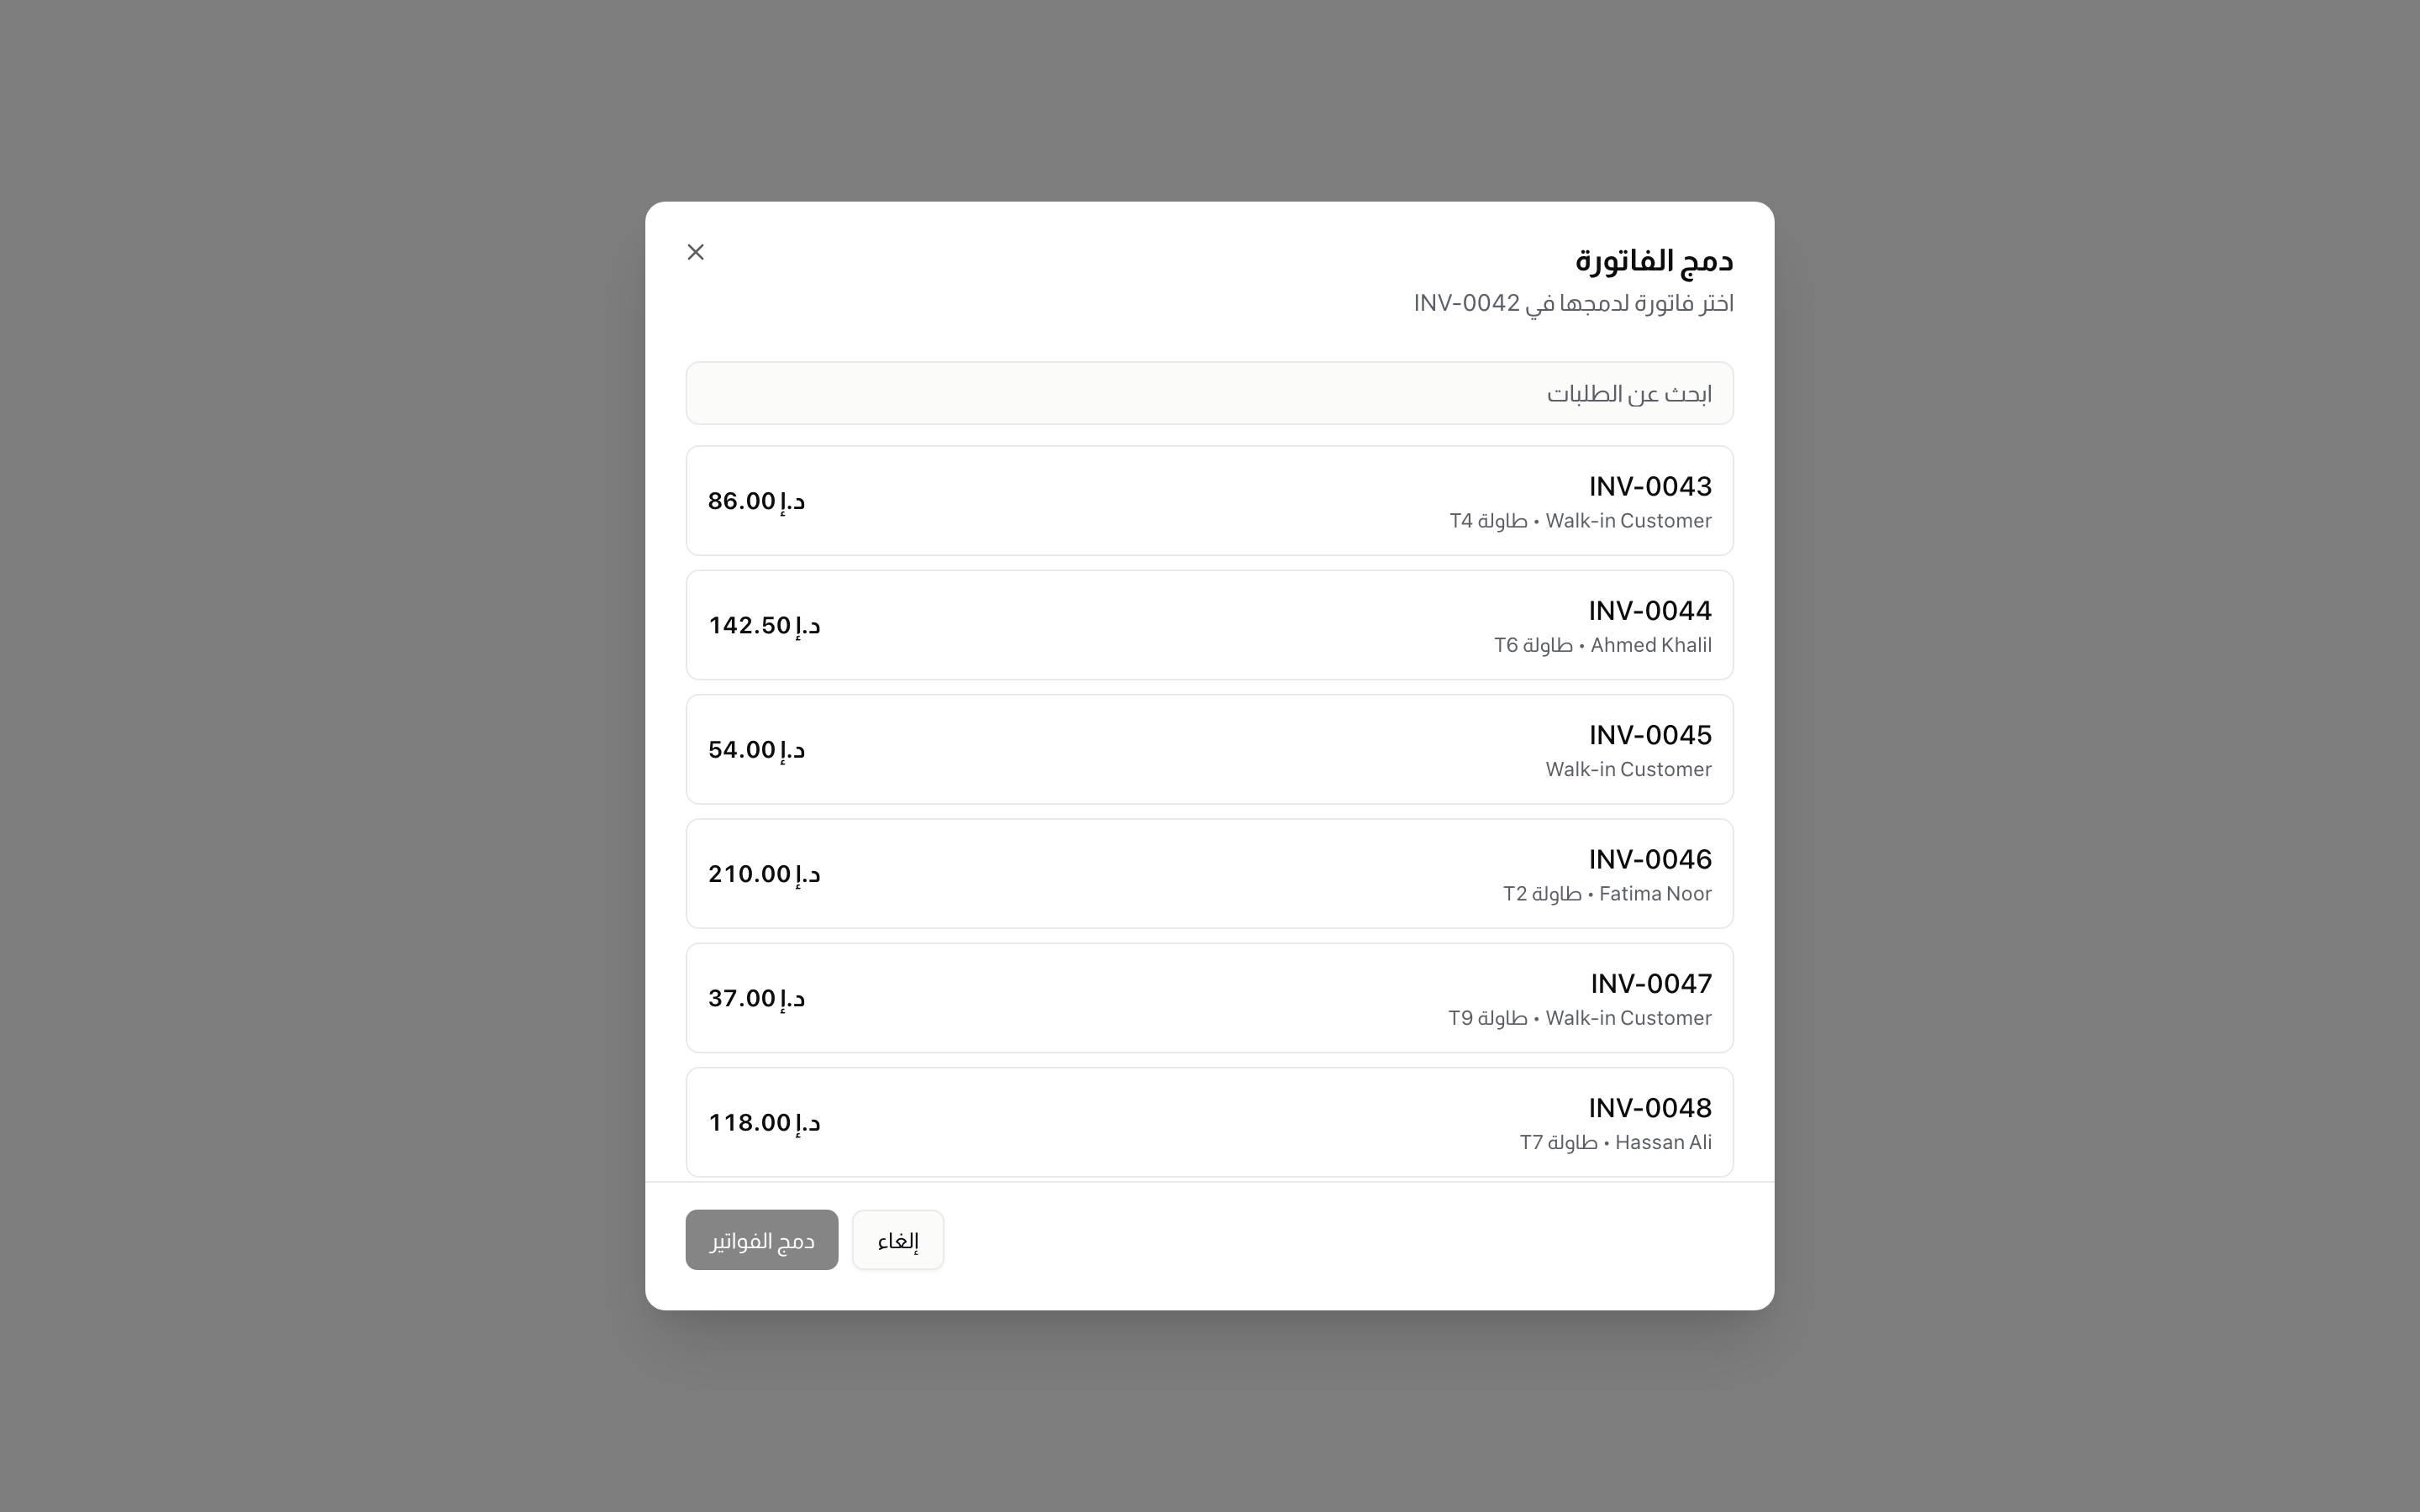 دمج الفاتورة
اختر فاتورة لدمجها في INV-0042
ابحث عن الطلبات
INV-0043
Walk-in Customer • طاولة T4
د.إ 86.00
INV-0044
Ahmed Khalil • طاولة T6
د.إ 142.50
INV-0045
Walk-in Customer
د.إ 54.00
INV-0046
Fatima Noor • طاولة T2
د.إ 210.00
INV-0047
Walk-in Customer • طاولة T9
د.إ 37.00
INV-0048
Hassan Ali • طاولة T7
د.إ 118.00
إلغاء
دمج الفواتير